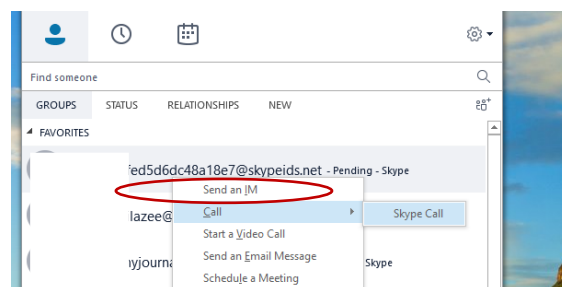 Find someone
GROUPS STATUS RELATIONSHIPS NEW
FAVORITES
fed5d6dc48a18e7@skypeids.net - Pending - Skype
Send an IM
lazee@
Call Skype Call
Start a Video Call
Send an Email Message
iyjourna Skype
Schedule a Meeting